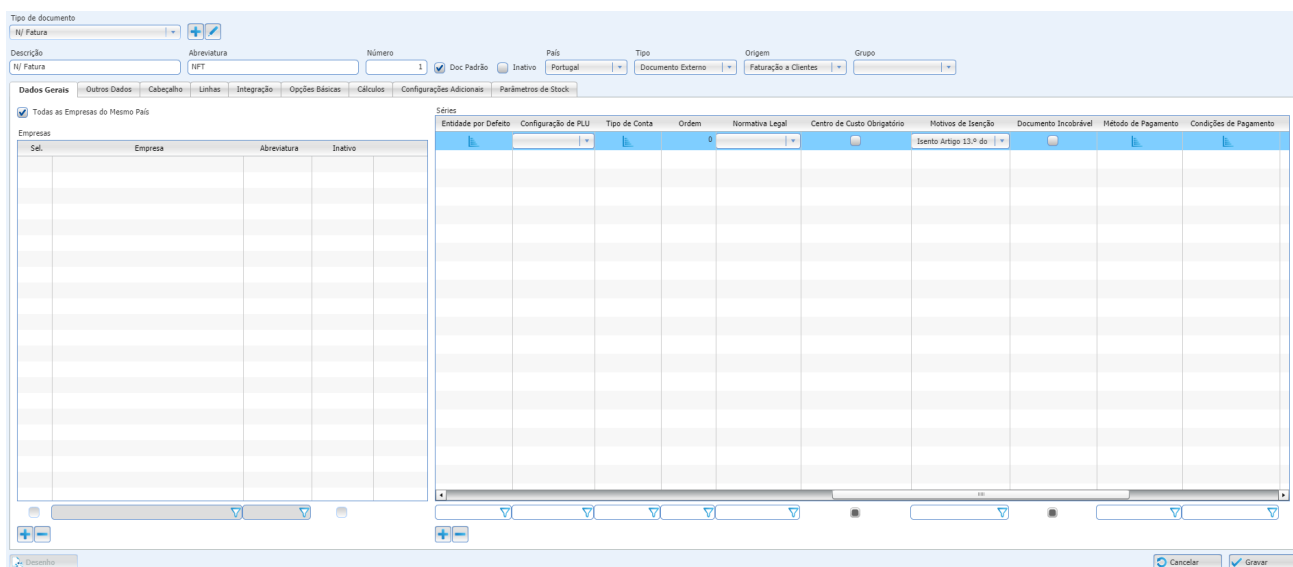 Tipo de documento
N/ Fatura
Descrição Abreviatura Número País Tipo Origem Grupo
N/ Fatura NFT 1 Doc Padrão Inativo Portugal Documento Externo Faturação a Clientes
Dados Gerais Outros Dados Cabeçalho Linhas Integração Opções Básicas Cálculos Configurações Adicionais Parâmetros de Stock
Todas as Empresas do Mesmo País
Séries
Entidade por Defeito Configuração de PLU Tipo de Conta Ordem Normativa Legal Centro de Custo Obrigatório Motivos de Isenção Documento Incobrável Método de Pagamento Condições de Pagamento
Empresas
0 Isento Artigo 13.º do
Sel. Empresa Abreviatura Inativo
Desenho Cancelar Gravar